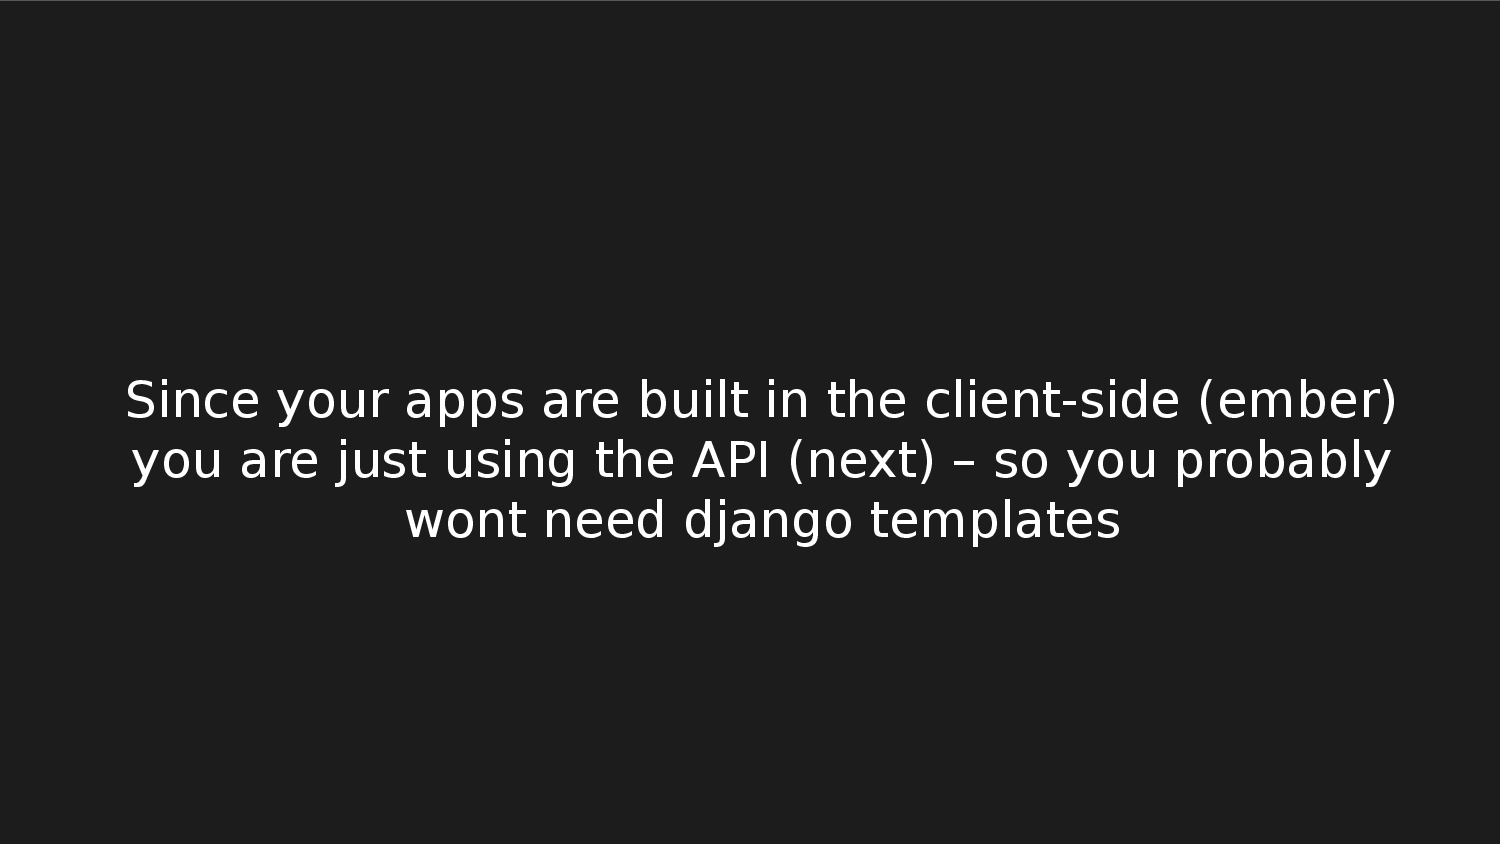 Since your apps are built in the client-side (ember)
you are just using the API (next) – so you probably
wont need django templates